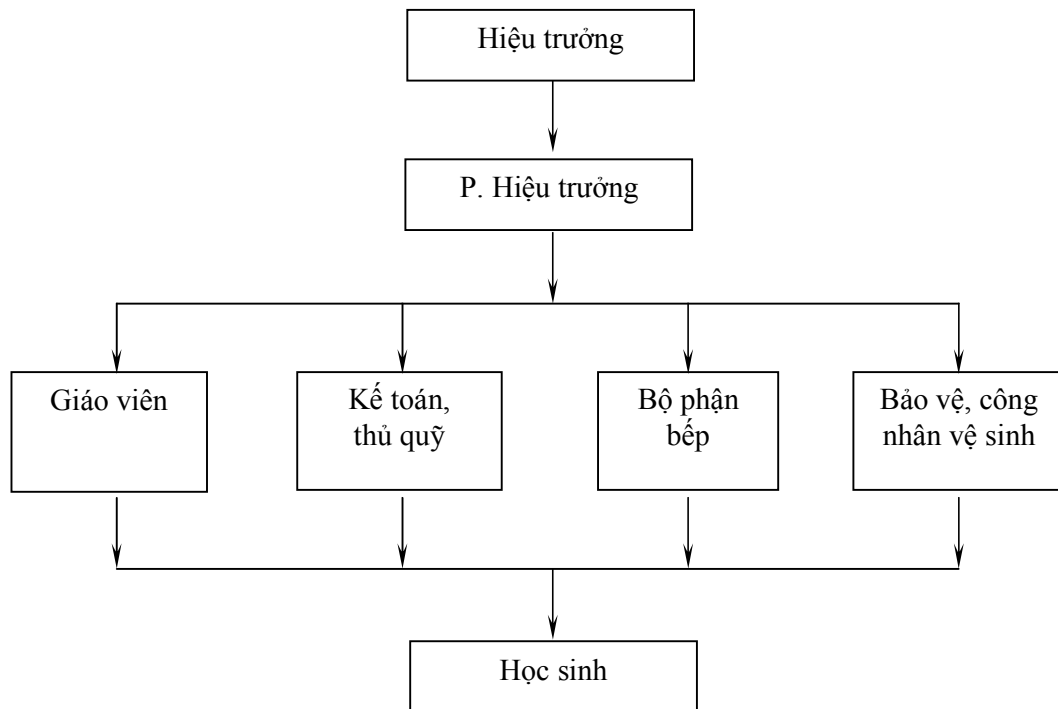 Hiệu trưởng
P. Hiệu trưởng
Giáo viên
Kế toán,
thủ quỹ
Bộ phận
bếp
Bảo vệ, công
nhân vệ sinh
Học sinh